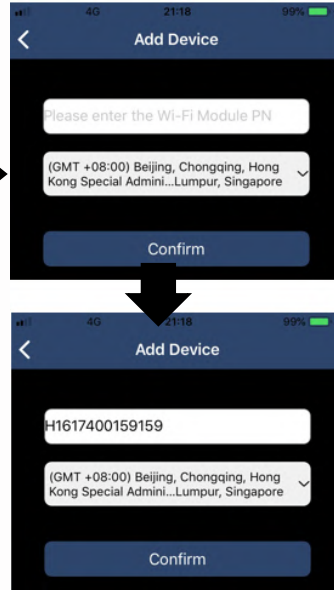 4G 21:18 99%
Add Device
Please enter the Wi-Fi Module PN
(GMT +08:00) Beijing, Chongqing, Hong
Kong Special Admini...Lumpur, Singapore
Confirm
4G 21:18 99%
Add Device
H1617400159159
(GMT +08:00) Beijing, Chongqing, Hong
Kong Special Admini...Lumpur, Singapore
Confirm